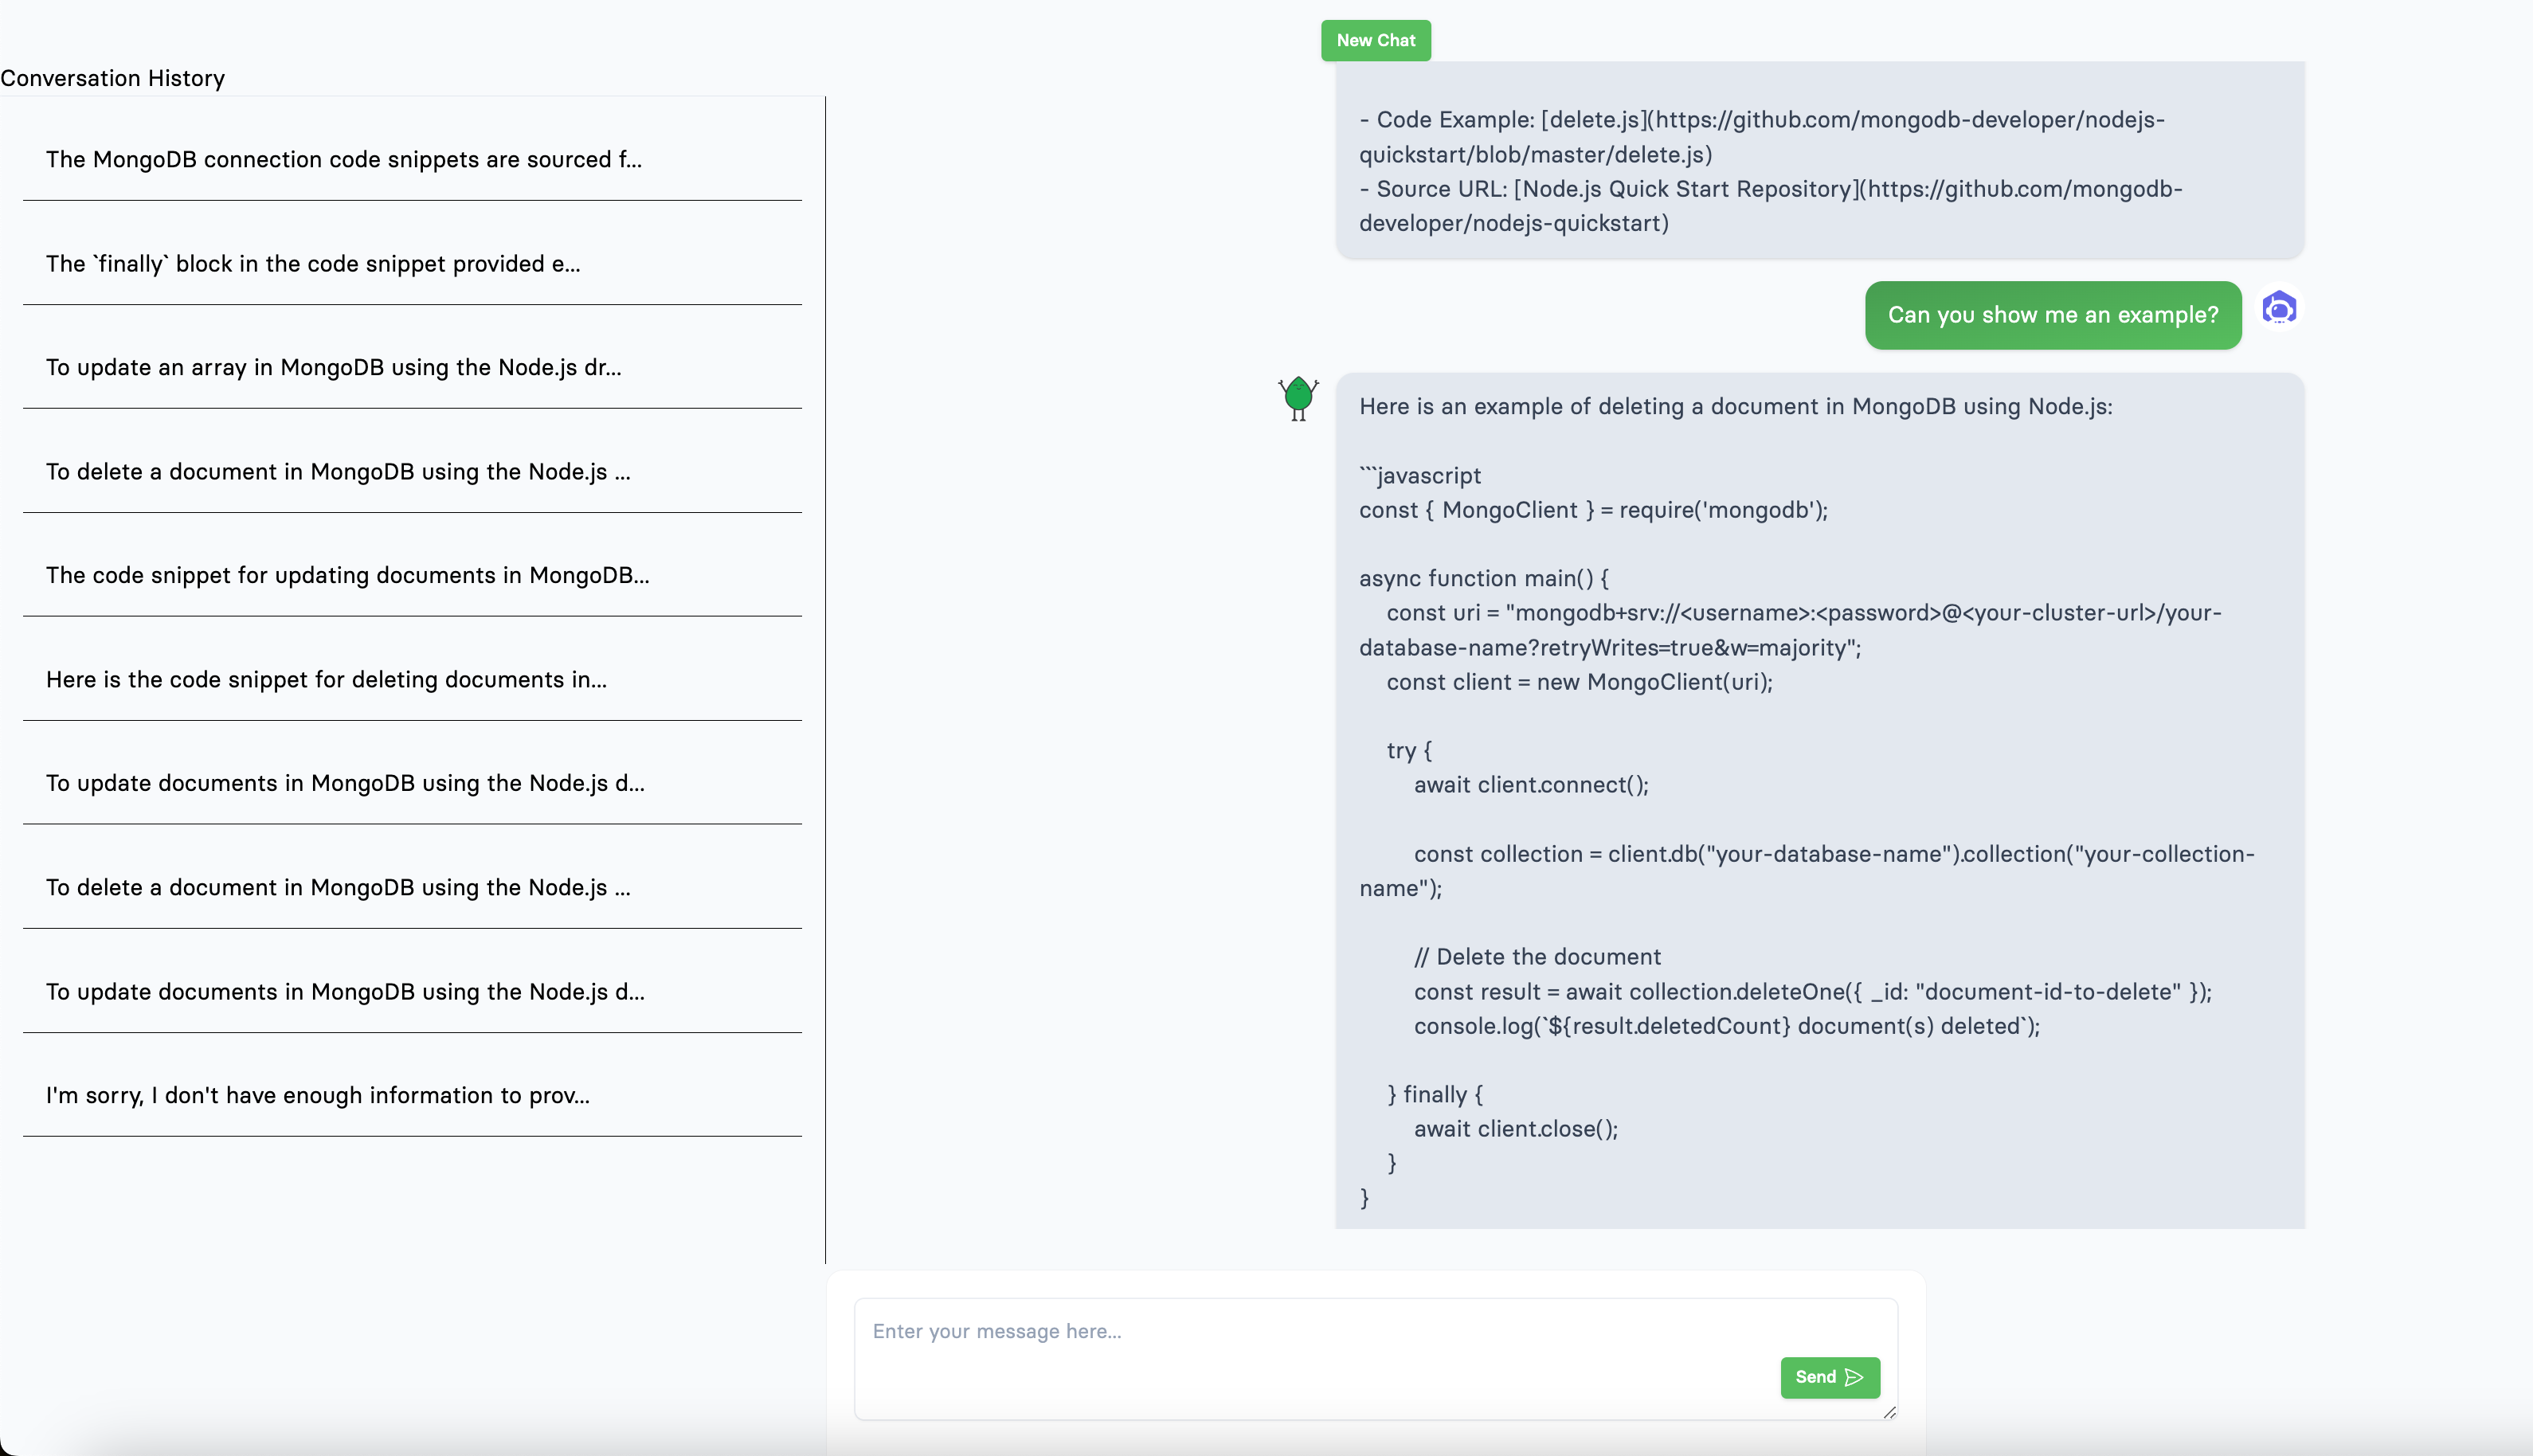 New Chat
Conversation History
The MongoDB connection code snippets are sourced f...
The `finally` block in the code snippet provided e...
To update an array in MongoDB using the Node.js dr...
To delete a document in MongoDB using the Node.js ...
The code snippet for updating documents in MongoDB...
Here is the code snippet for deleting documents in...
To update documents in MongoDB using the Node.js d...
To delete a document in MongoDB using the Node.js ...
To update documents in MongoDB using the Node.js d...
I'm sorry, I don't have enough information to prov...
- Code Example: [delete.js](https://github.com/mongodb-developer/nodejs-
quickstart/blob/master/delete.js)
- Source URL: [Node.js Quick Start Repository](https://github.com/mongodb-
developer/nodejs-quickstart)
Can you show me an example?
Here is an example of deleting a document in MongoDB using Node.js:
```javascript
const { MongoClient } = require('mongodb');
async function main() {
const uri = "mongodb+srv://<username>:<password>@<your-cluster-url>/your-
database-name?retryWrites=true&w=majority";
const client = new MongoClient(uri);
try {
await client.connect();
const collection = client.db("your-database-name").collection("your-collection-
name");
// Delete the document
const result = await collection.deleteOne({ _id: "document-id-to-delete" });
console.log(`${result.deletedCount} document(s) deleted`);
} finally {
await client.close();
}
}
Enter your message here...
Send